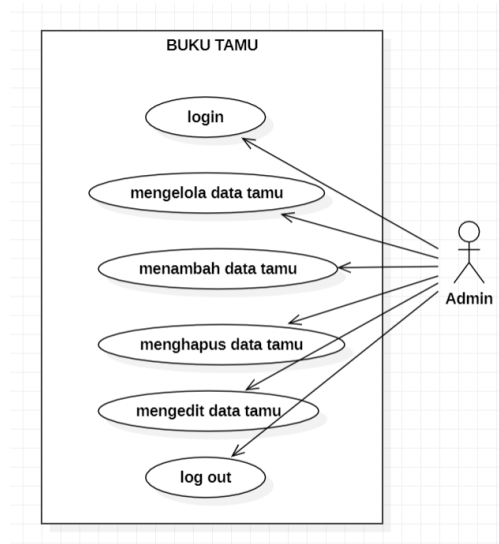 BUKU TAMU
login
mengelola data tamu
menambah data tamu
Admin
menghapus data tamu
mengedit data tamu
log out